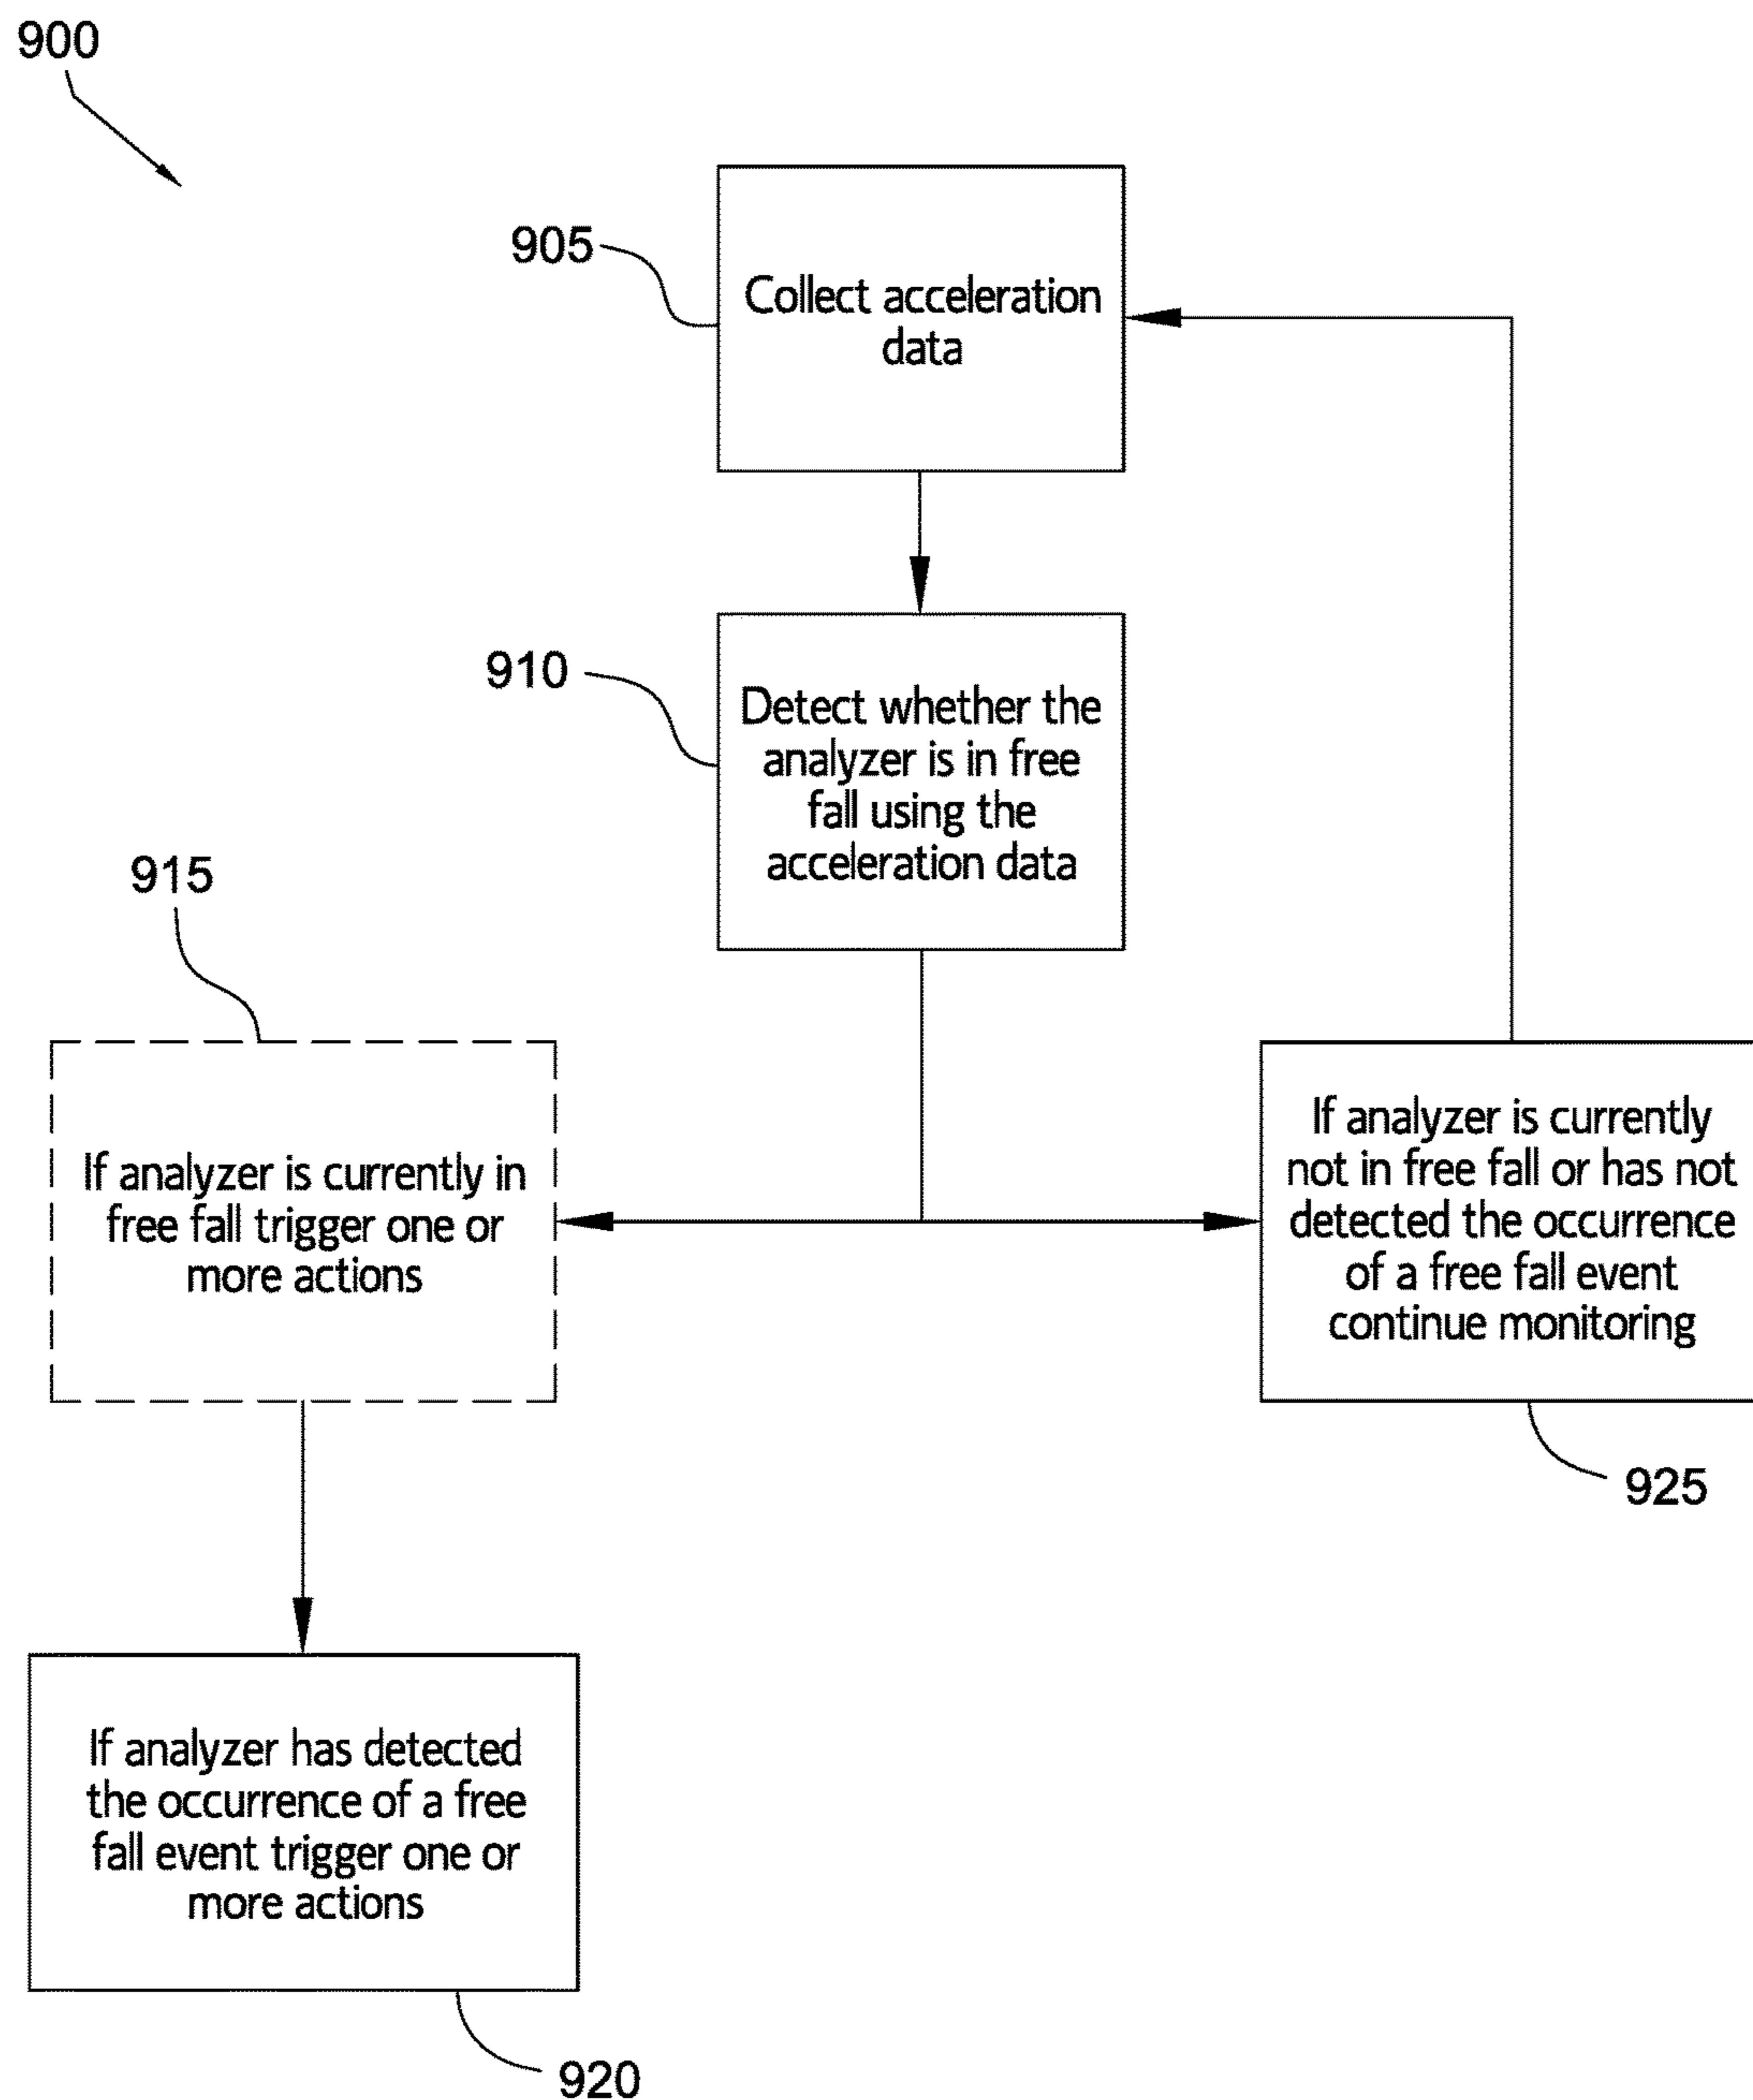 900
905
Collect acceleration
data
910
Detect whether the
analyzer is in free
fall using the
acceleration data
915
If analyzer is currently in
free fall trigger one or
more actions
If analyzer is currently
not in free fall or has not
detected the occurrence
of a free fall event
continue monitoring
925
If analyzer has detected
the occurrence of a free
fall event trigger one or
more actions
920